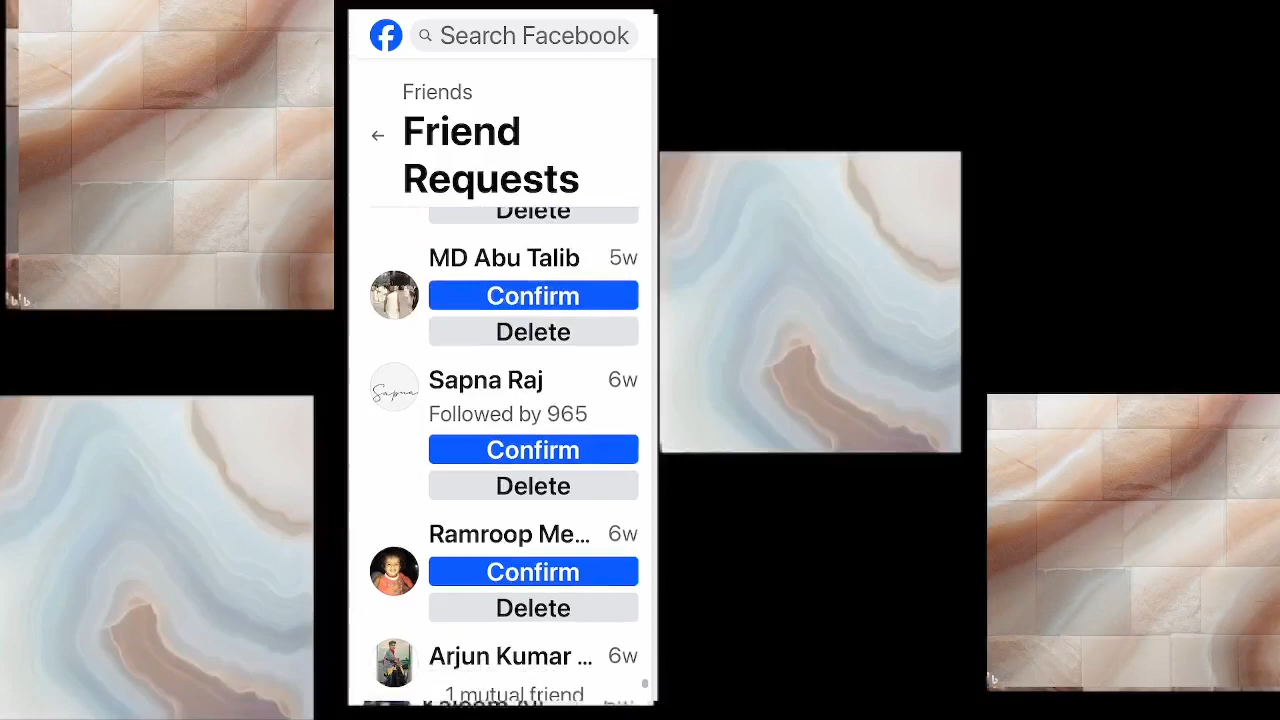 Search Facebook
Friends
Friend
Requests
Delete
MD Abu Talib 5w
Confirm
Delete
Sapna
Sapna Raj 6w
Followed by 965
Confirm
Delete
Ramroop Me... 6w
Confirm
Delete
Arjun Kumar ... 6w
1 mutual friend